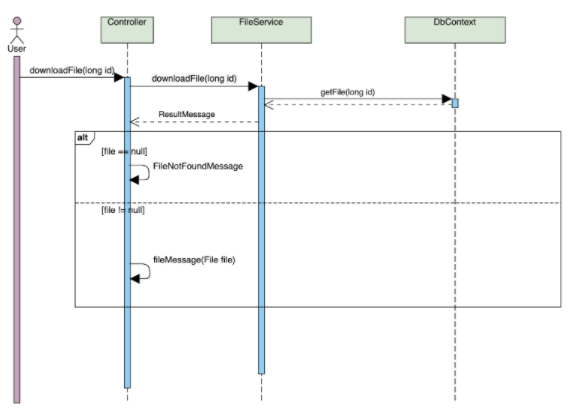 Controller
FileService
DbContext
User
downloadFile(long id)
downloadFile(long id)
getFile(long id)
ResultMessage
alt
[file == null]
FileNotFoundMessage
[file != null]
fileMessage(File file)